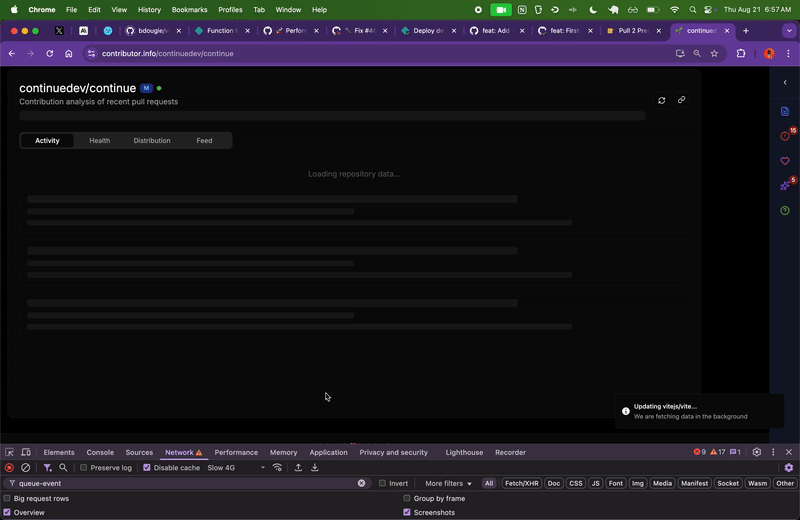 Chrome File Edit View History Bookmarks Profiles Tab Window Help Thu Aug 21 6:57 AM
bdougie/ Function Perform Fix #4 Deploy de feat: Add feat: First Pull 2 Pre continued
contributor.info/continuedev/continue
continuedev/continue M
Contribution analysis of recent pull requests
Activity Health Distribution Feed
15
Loading repository data...
5
Updating vitejs/vite...
We are fetching data in the background
Elements Console Sources Network Performance Memory Application Privacy and security Lighthouse Recorder 9 17 1
Preserve log Disable cache Slow 4G
queue-event Invert More filters All Fetch/XHR Doc CSS JS Font Img Media Manifest Socket Wasm Other
Big request rows Group by frame
Overview Screenshots